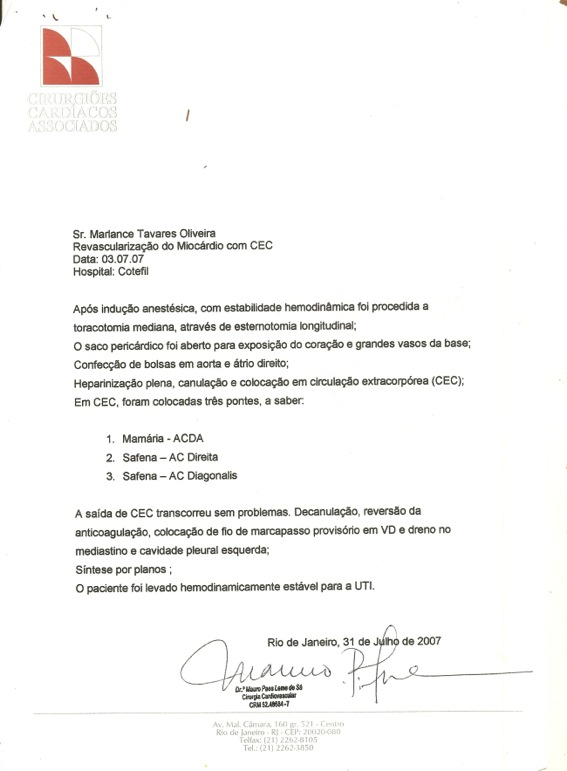 CIRURGIÕES
CARDÍACOS
ASSOCIADOS
Sr. Marlance Tavares Oliveira
Revascularização do Miocárdio com CEC
Data: 03.07.07
Hospital: Cotefil
Após indução anestésica, com estabilidade hemodinâmica foi procedida a
toracotomia mediana, através de esternotomia longitudinal;
O saco pericárdico foi aberto para exposição do coração e grandes vasos da base;
Confecção de bolsas em aorta e átrio direito;
Heparinização plena, canulação e colocação em circulação extracorpórea (CEC);
Em CEC, foram colocadas três pontes, a saber:
1. Mamária - ACDA
2. Safena – AC Direita
3. Safena – AC Diagonalis
A saída de CEC transcorreu sem problemas. Decanulação, reversão da
anticoagulação, colocação de fio de marcapasso provisório em VD e dreno no
mediastino e cavidade pleural esquerda;
Síntese por planos ;
O paciente foi levado hemodinamicamente estável para a UTI.
Rio de Janeiro, 31 de Julho de 2007
Dr.º Mauro Paes Leme de Sá
Cirurgia Cardiovascular
CRM 52.48684-7
Av. Mal. Câmara, 160 gr. 521 - Centro
Rio de Janeiro - RJ - CEP: 20020-080
Telfax: (21) 2262-8105
Tel.: (21) 2262-3850